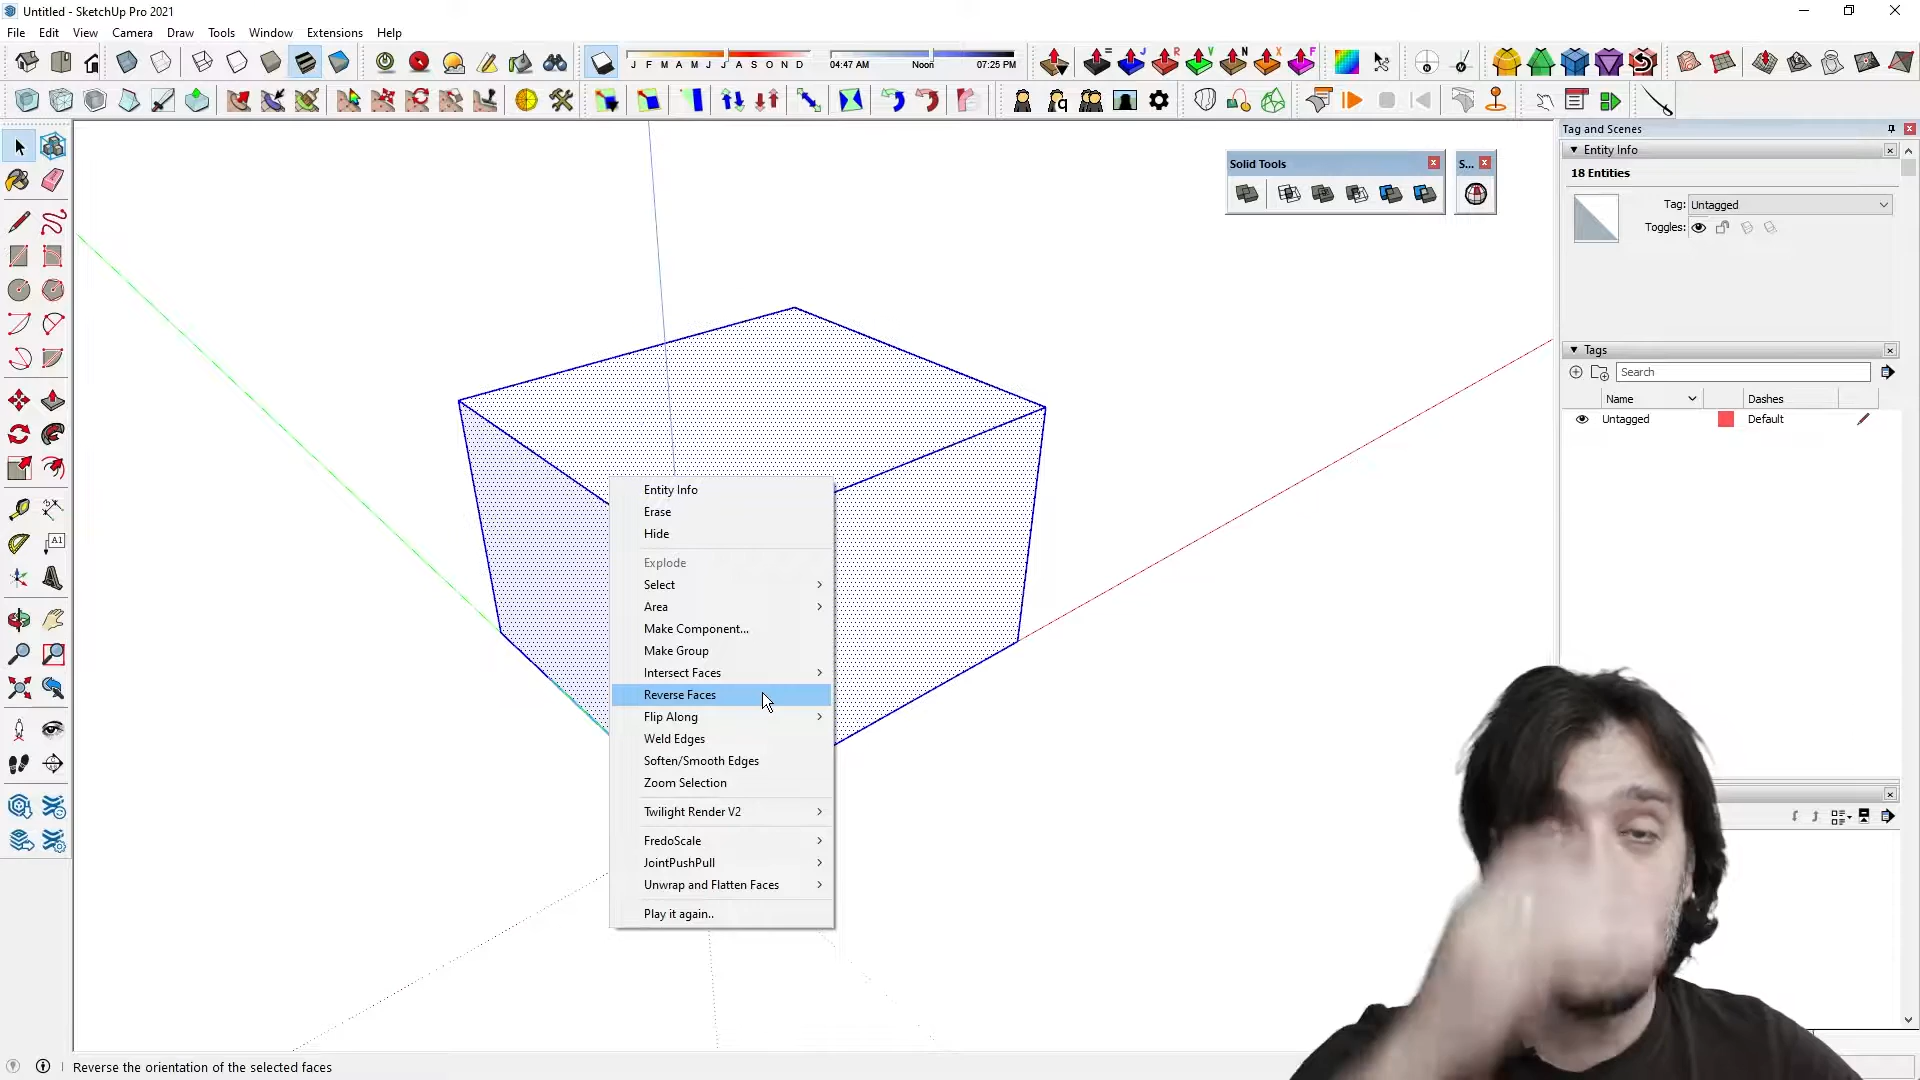 Untitled - SketchUp Pro 2021
File Edit View Camera Draw Tools Window Extensions Help
J F M A M J J A S O N D
04:47 AM Noon 07:25 PM
= J R V N X F
q
A1
Solid Tools
S...
Entity Info
Erase
Hide
Explode
Select
Area
Make Component...
Make Group
Intersect Faces
Reverse Faces
Flip Along
Weld Edges
Soften/Smooth Edges
Zoom Selection
Twilight Render V2
FredoScale
JointPushPull
Unwrap and Flatten Faces
Play it again..
Tag and Scenes
Entity Info
18 Entities
Tag: Untagged
Toggles:
Tags
Search
Name Dashes
Untagged Default
Reverse the orientation of the selected faces